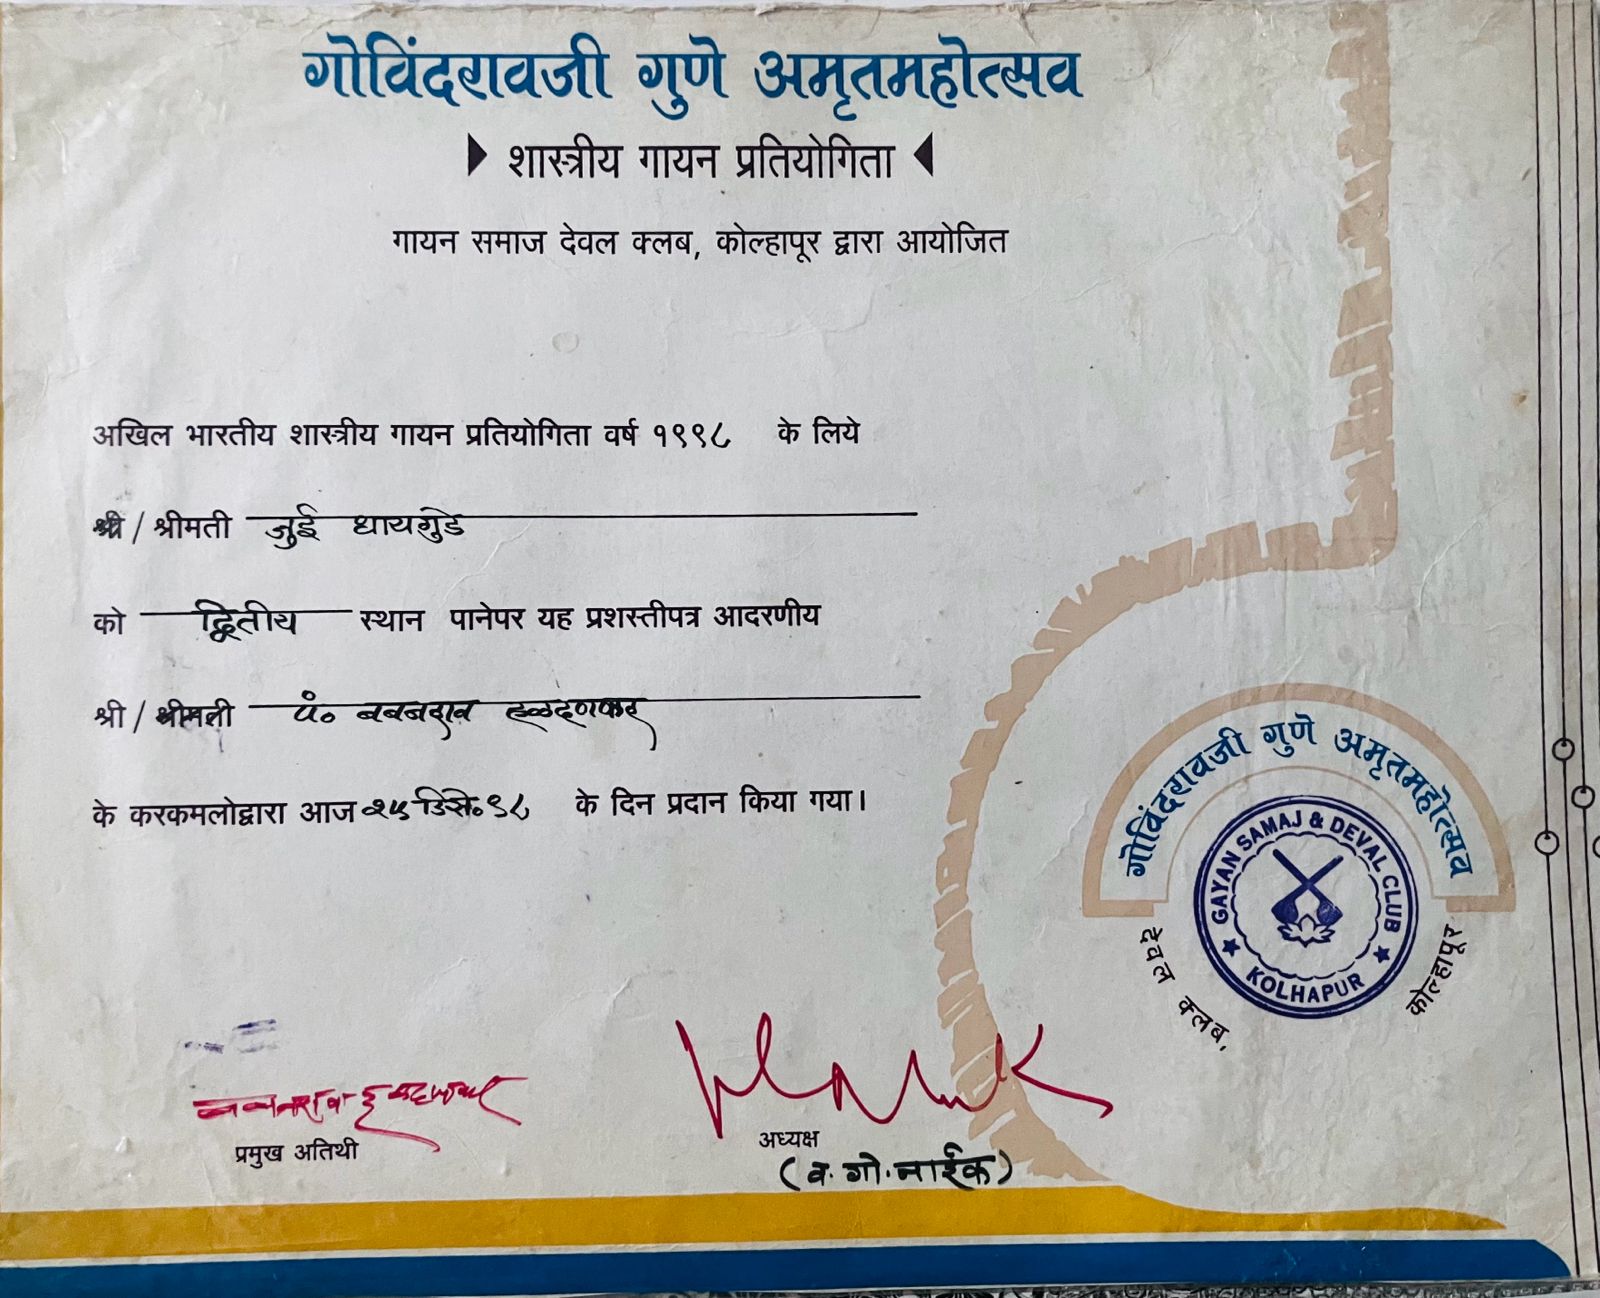 गोविंदरावजी गुणे अमृतमहोत्सव
शास्त्रीय गायन प्रतियोगिता
गायन समाज देवल क्लब, कोल्हापूर द्वारा आयोजित
अखिल भारतीय शास्त्रीय गायन प्रतियोगिता वर्ष १९९८ के लिये
श्री / श्रीमती जुई धायगुडे
को द्वितीय स्थान पानेपर यह प्रशस्तीपत्र आदरणीय
श्री / श्रीमती पं० बबनराव हळदणकर
के करकमलोद्वारा आज २५ डिसे० ९८ के दिन प्रदान किया गया।
गोविंदरावजी गुणे अमृतमहोत्सव
GAYAN SAMAJ & DEVAL CLUB
KOLHAPUR
देवल क्लब, कोल्हापूर
प्रमुख अतिथी
अध्यक्ष
(व. गो. नाईक)